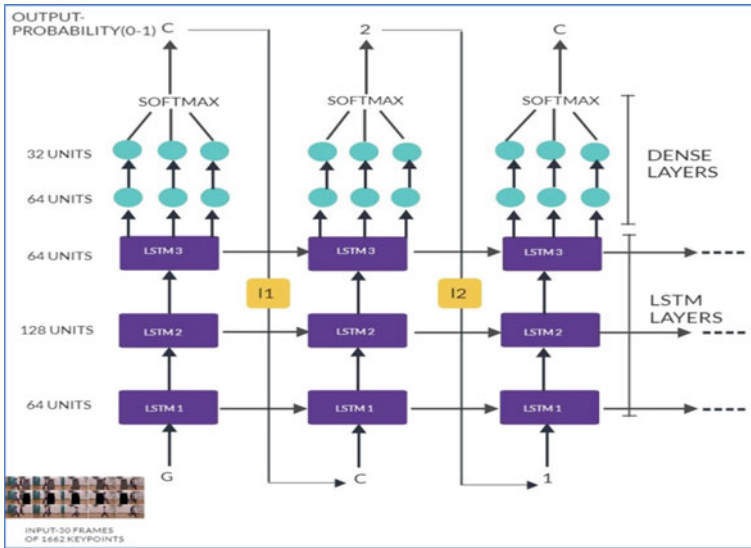 OUTPUT-
PROBABILITY(0-1)
C
2
C
SOFTMAX
SOFTMAX
SOFTMAX
32 UNITS
DENSE
LAYERS
64 UNITS
64 UNITS
LSTM 3
LSTM 3
LSTM 3
I1
I2
LSTM
LAYERS
128 UNITS
LSTM 2
LSTM 2
LSTM 2
64 UNITS
LSTM 1
LSTM 1
LSTM 1
G
C
1
INPUT-30 FRAMES
OF 1662 KEYPOINTS